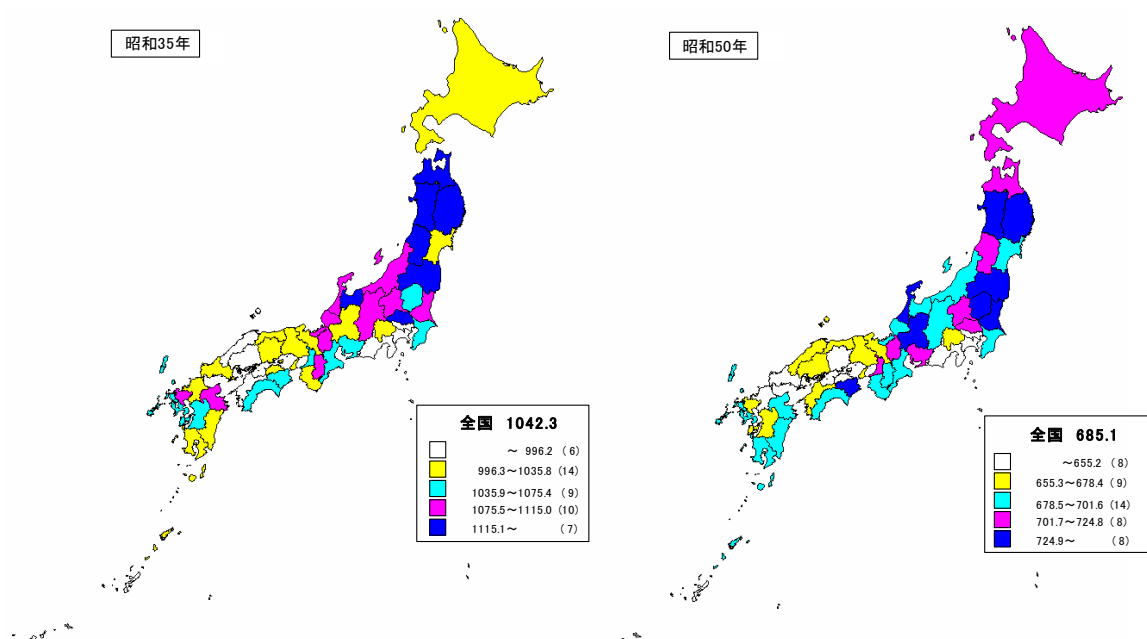 昭和35年
全国 1042.3
～ 996.2 (6)
996.3～1035.8 (14)
1035.9～1075.4 (9)
1075.5～1115.0 (10)
1115.1～ (7)
昭和50年
全国 685.1
～655.2 (8)
655.3～678.4 (9)
678.5～701.6 (14)
701.7～724.8 (8)
724.9～ (8)